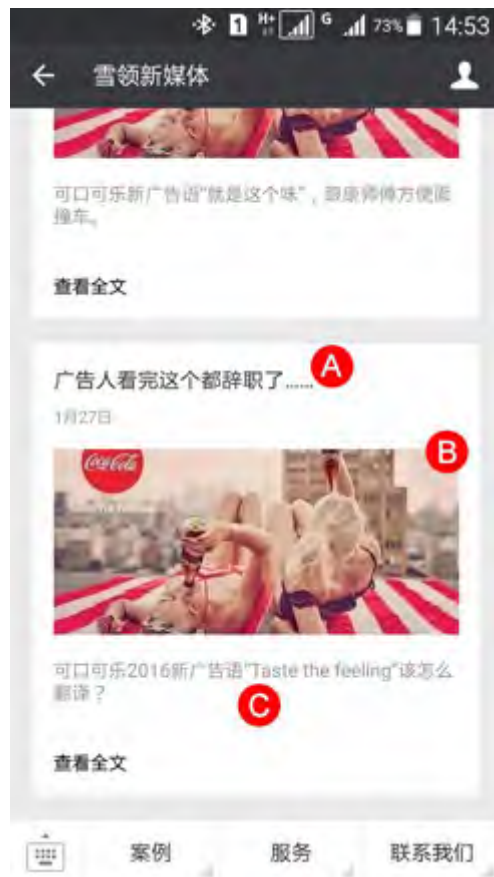 1 H+ G 73% 14:53
雪领新媒体
可口可乐新广告语"就是这个味"，跟康师傅方便面
撞车。
查看全文
广告人看完这个都辞职了…… A
1月27日
B
Coca-Cola
可口可乐2016新广告语"Taste the feeling"该怎么
翻译？
C
查看全文
案例 服务 联系我们